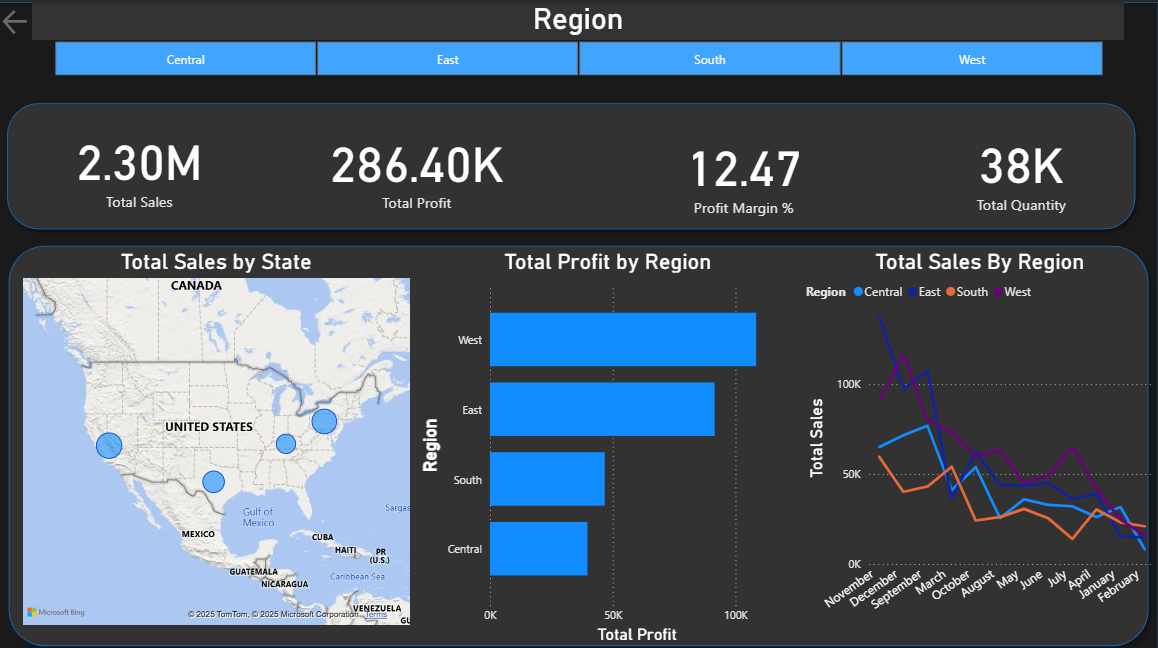 Region
Central East South West
2.30M 286.40K 12.47 38K
Total Sales Total Profit Profit Margin % Total Quantity
Total Sales by State
CANADA
UNITED STATES
Gulf of
Mexico
MEXICO
CUBA
HAITI
PR
(U.S.)
GUATEMALA
NICARAGUA
Caribbean Sea
VENEZUELA
Microsoft Bing
© 2025 TomTom, © 2025 Microsoft Corporation Terms
Total Profit by Region
Region
West
East
South
Central
0K 50K 100K
Total Profit
Total Sales By Region
Region Central East South West
Total Sales
100K
50K
0K
November December September March October August May June July April January February